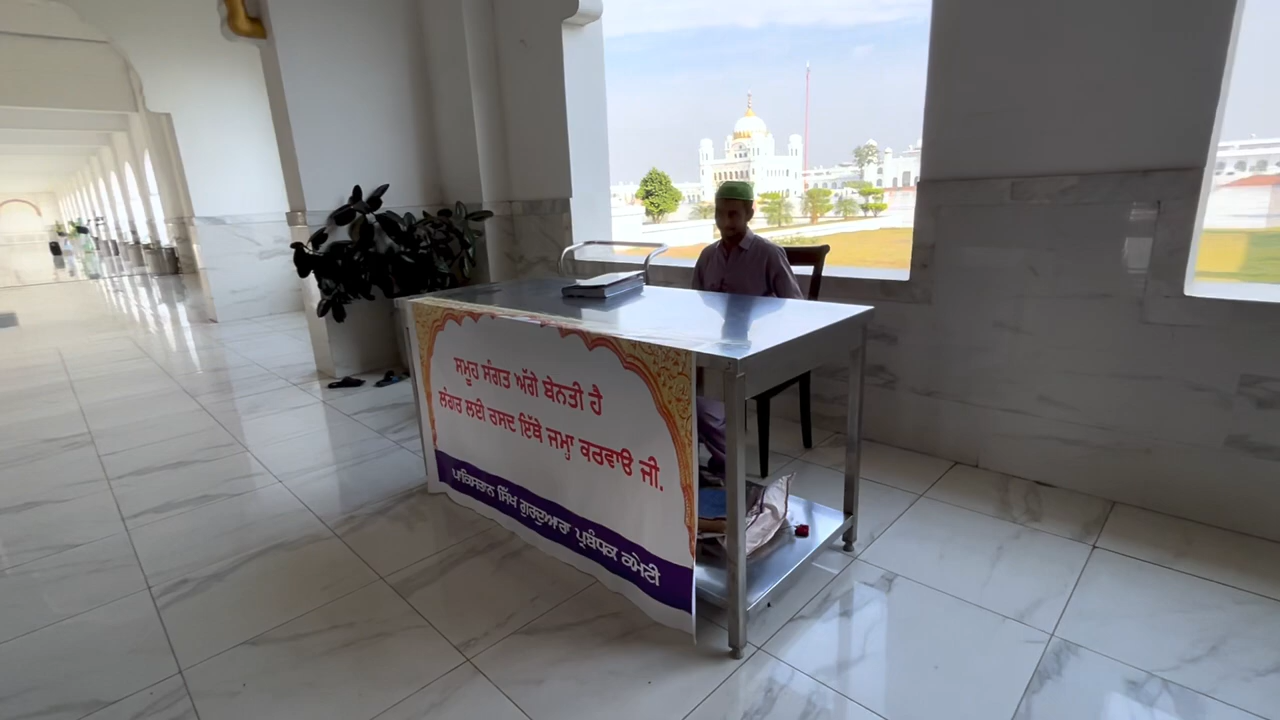 ਸਮੂਹ ਸੰਗਤ ਅੱਗੇ ਬੇਨਤੀ ਹੈ
ਲੰਗਰ ਲਈ ਰਸਦ ਇੱਥੇ ਜਮ੍ਹਾ ਕਰਵਾਓ ਜੀ.
ਪਾਕਿਸਤਾਨ ਸਿੱਖ ਗੁਰਦੁਆਰਾ ਪ੍ਰਬੰਧਕ ਕਮੇਟੀ